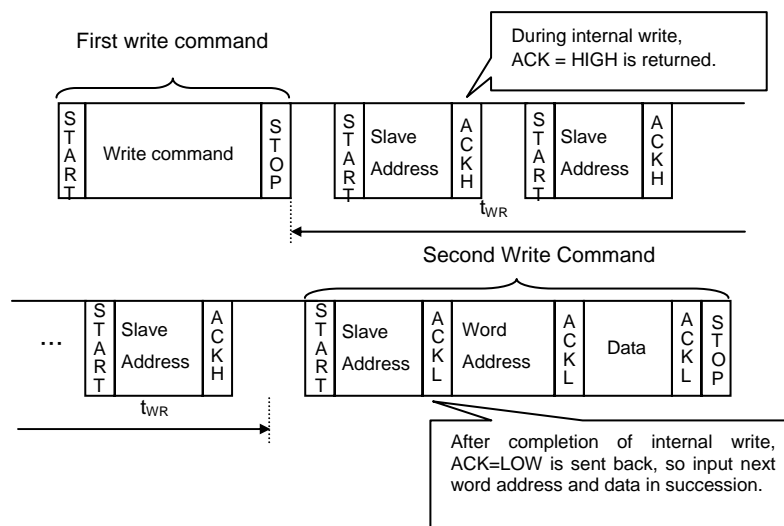 First write command
During internal write,
ACK = HIGH is returned.
START
Write command
STOP
START
Slave
Address
ACKH
START
Slave
Address
ACKH
tWR
Second Write Command
...
START
Slave
Address
ACKH
START
Slave
Address
ACKL
Word
Address
ACKL
Data
ACKL
STOP
tWR
After completion of internal write,
ACK=LOW is sent back, so input next
word address and data in succession.